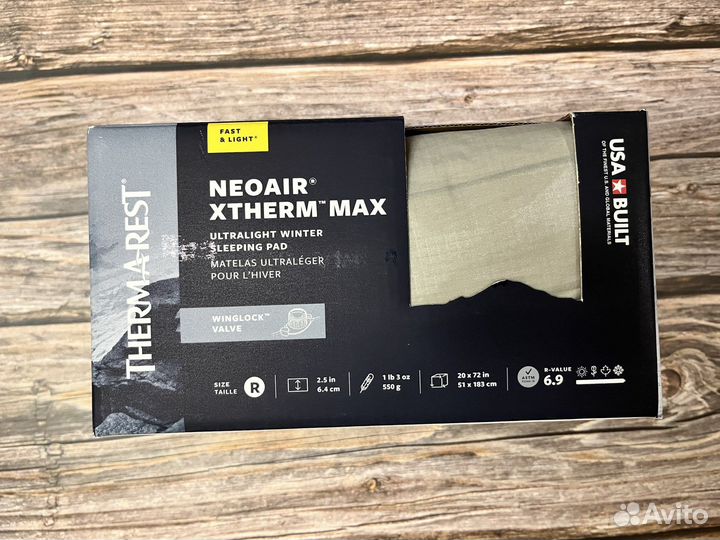 FAST
& LIGHT®
THERM-A-REST®
NEOAIR®
XTHERM™ MAX
ULTRALIGHT WINTER
SLEEPING PAD
MATELAS ULTRALÉGER
POUR L'HIVER
WINGLOCK™
VALVE
SIZE
TAILLE
R
2.5 in
6.4 cm
1 lb 3 oz
550 g
20 x 72 in
51 x 183 cm
ASTM
R-VALUE
6.9
USA BUILT
OF THE FINEST U.S. AND GLOBAL MATERIALS
Avito